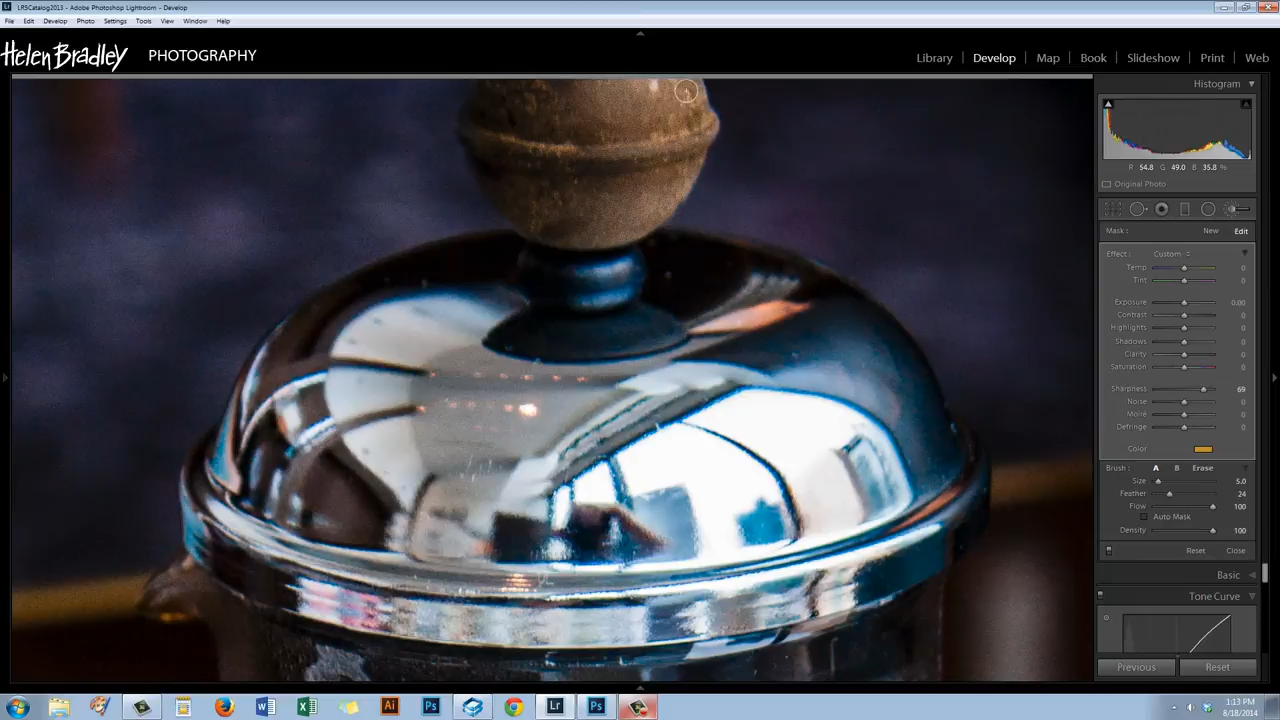 LR5Catalog2013 - Adobe Photoshop Lightroom - Develop
File Edit Develop Photo Settings Tools View Window Help
Helen Bradley PHOTOGRAPHY
Library | Develop | Map | Book | Slideshow | Print | Web
Histogram
R 54.8 G 49.0 B 35.8 %
Original Photo
Mask : New Edit
Effect : Custom
Temp 0
Tint 0
Exposure 0.00
Contrast 0
Highlights 0
Shadows 0
Clarity 0
Saturation 0
Sharpness 69
Noise 0
Moiré 0
Defringe 0
Color
Brush : A B Erase
Size 5.0
Feather 24
Flow 100
Auto Mask
Density 100
Reset Close
Basic
Tone Curve
Previous Reset
Ai Ps Lr Ps
1:13 PM
8/18/2014